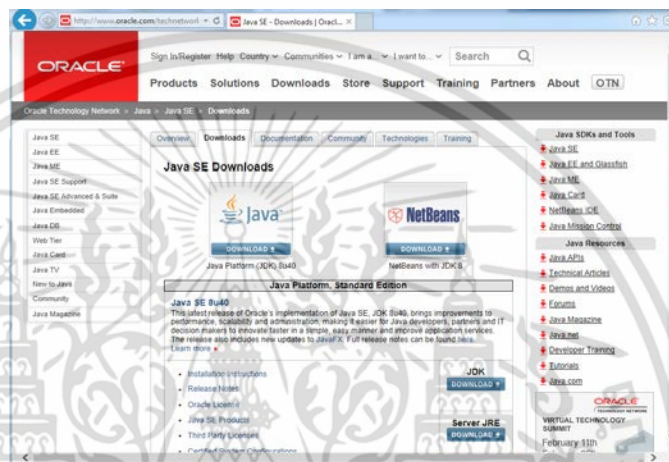 http://www.oracle.com/technetworl
Java SE - Downloads | Oracl...
ORACLE
Sign In/Register Help Country Communities I am a... I want to... Search
Products Solutions Downloads Store Support Training Partners About OTN
Oracle Technology Network > Java > Java SE > Downloads
Java SE
Java EE
Java ME
Java SE Support
Java SE Advanced & Suite
Java Embedded
Java DB
Web Tier
Java Card
Java TV
New to Java
Community
Java Magazine
Overview Downloads Documentation Community Technologies Training
Java SE Downloads
Java
DOWNLOAD
Java Platform (JDK) 8u40
NetBeans
DOWNLOAD
NetBeans with JDK 8
Java Platform, Standard Edition
Java SE 8u40
This latest release of Oracle's implementation of Java SE, JDK 8u40, brings improvements to
performance, scalability and administration, making it easier for Java developers, partners and IT
decision makers to innovate faster in a simple, easy manner and improve application services.
The release also includes new updates to JavaFX. Full release notes can be found here.
Learn more
Installation Instructions
Release Notes
Oracle License
Java SE Products
Third Party Licenses
Certified System Configurations
JDK
DOWNLOAD
Server JRE
DOWNLOAD
Java SDKs and Tools
Java SE
Java EE and Glassfish
Java ME
Java Card
NetBeans IDE
Java Mission Control
Java Resources
Java APIs
Technical Articles
Demos and Videos
Forums
Java Magazine
Java.net
Developer Training
Tutorials
Java.com
ORACLE
TECHNOLOGY NETWORK
VIRTUAL TECHNOLOGY
SUMMIT
February 11th